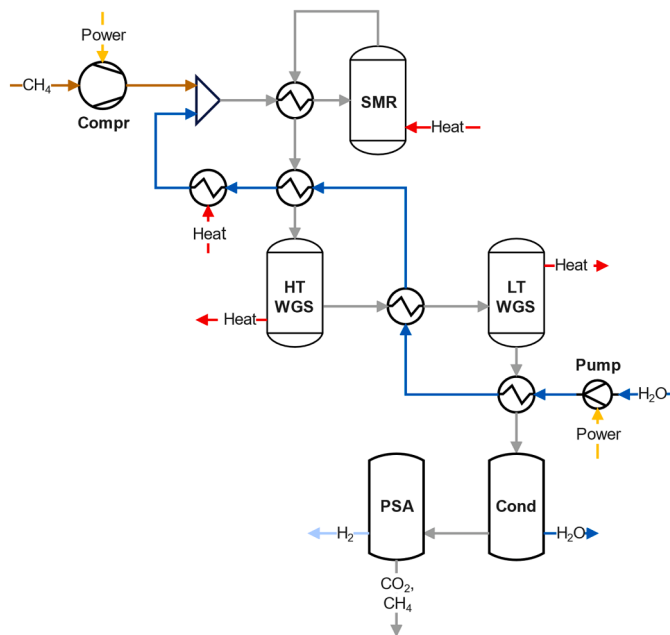 Power
CH₄
Compr
SMR
Heat
Heat
HT
WGS
Heat
LT
WGS
Heat
Pump
H₂O
Power
PSA
Cond
H₂
H₂O
CO₂,
CH₄